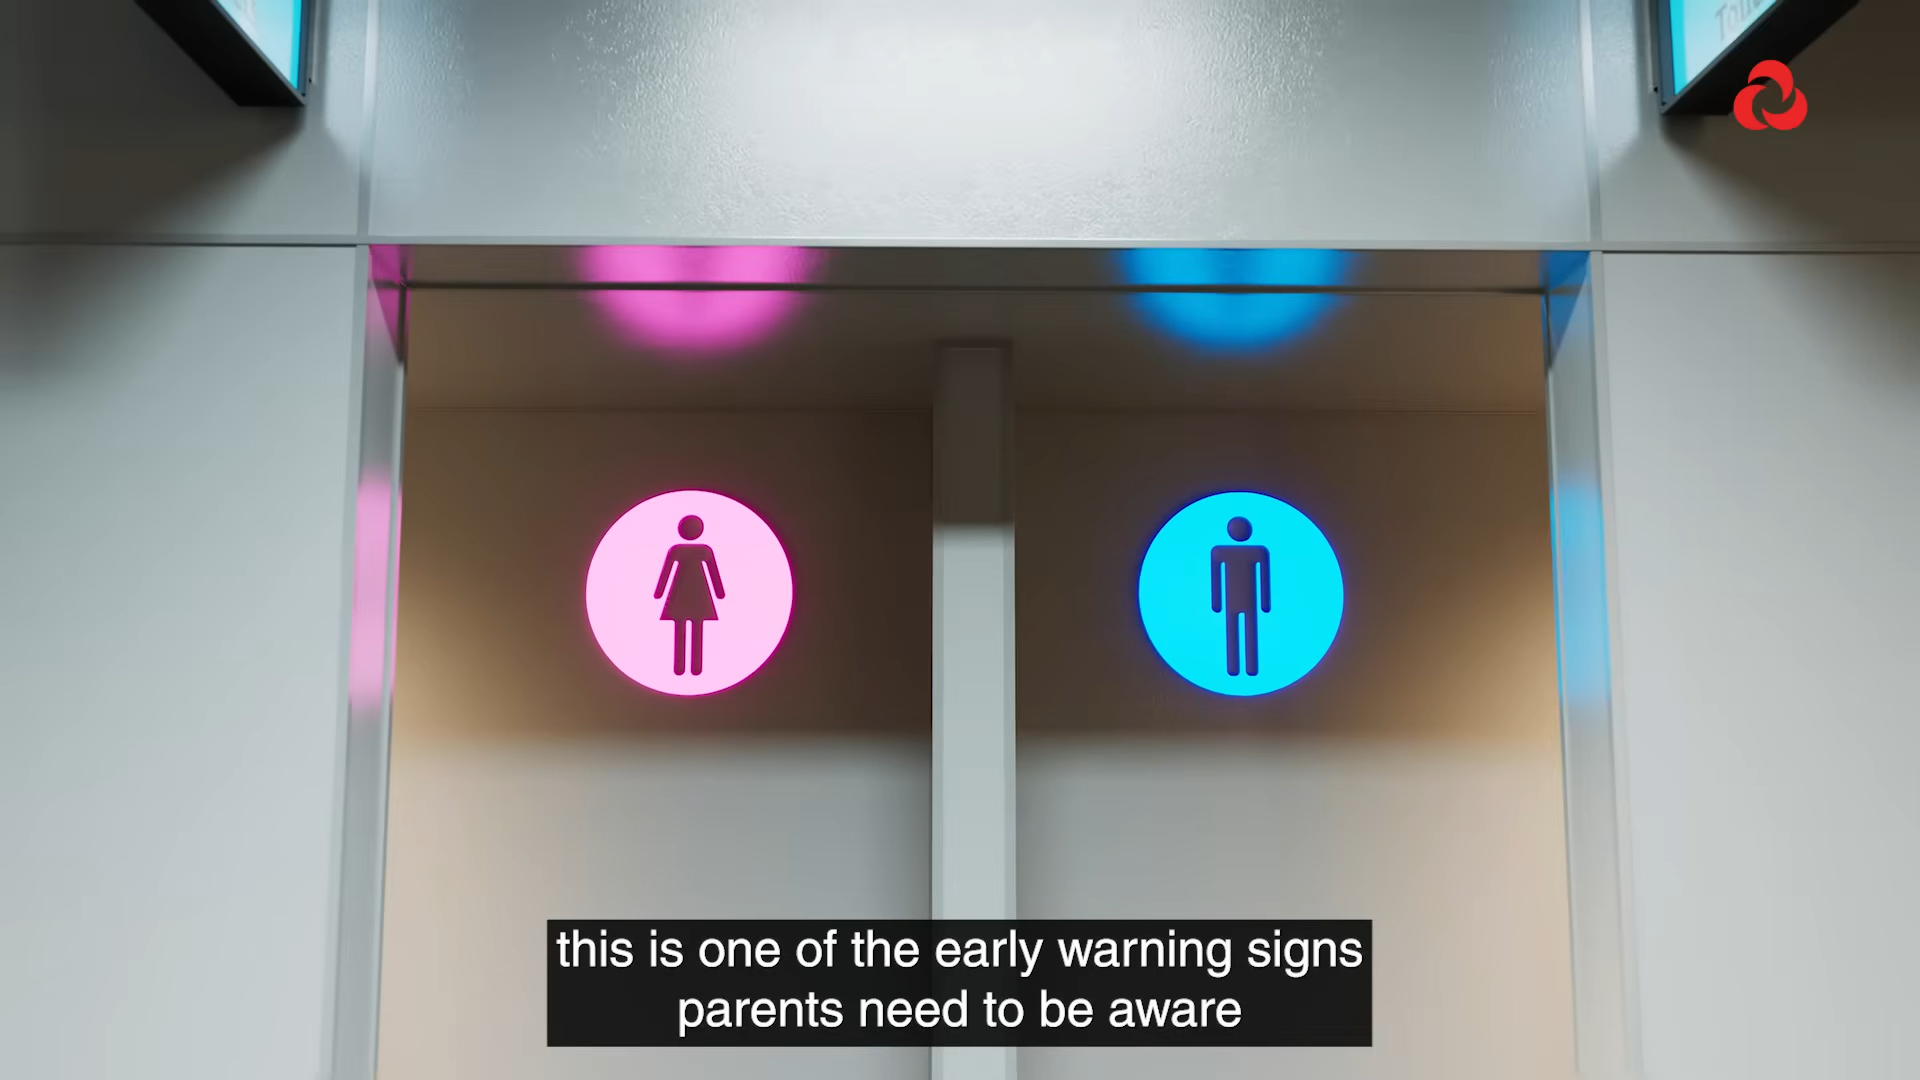 this is one of the early warning signs
parents need to be aware